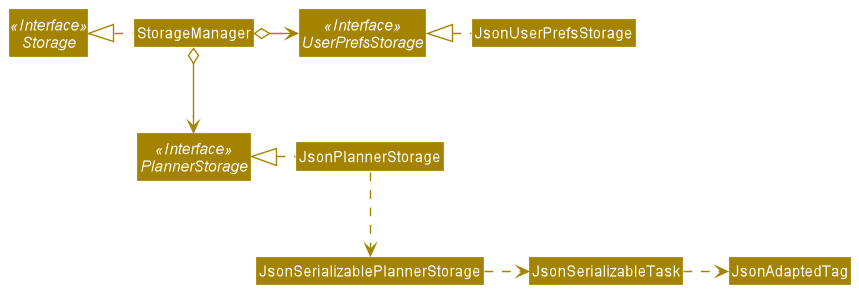 «Interface»
Storage
StorageManager
«Interface»
UserPrefsStorage
JsonUserPrefsStorage
«Interface»
PlannerStorage
JsonPlannerStorage
JsonSerializablePlannerStorage
JsonSerializableTask
JsonAdaptedTag